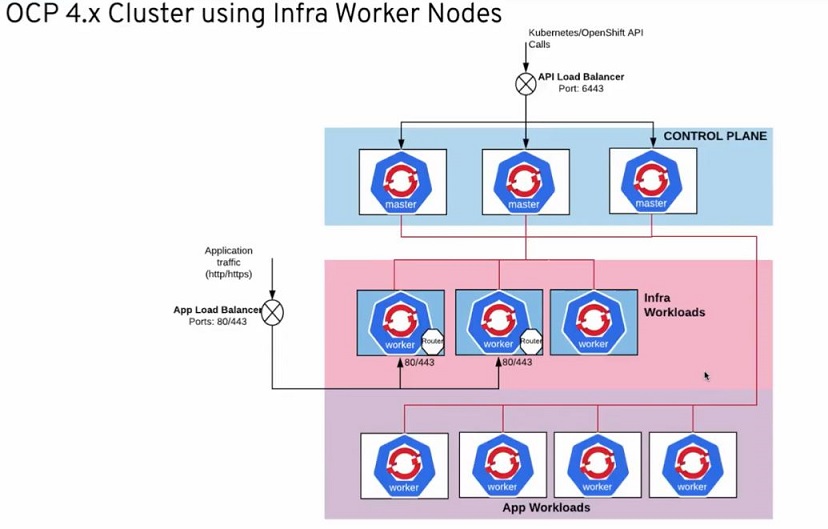 OCP 4.x Cluster using Infra Worker Nodes
Kubernetes/OpenShift API
Calls
API Load Balancer
Port: 6443
CONTROL PLANE
master
master
master
Application
traffic
(http/https)
App Load Balancer
Ports: 80/443
Infra
Workloads
worker
Router
worker
Router
worker
80/443
80/443
worker
worker
worker
worker
App Workloads